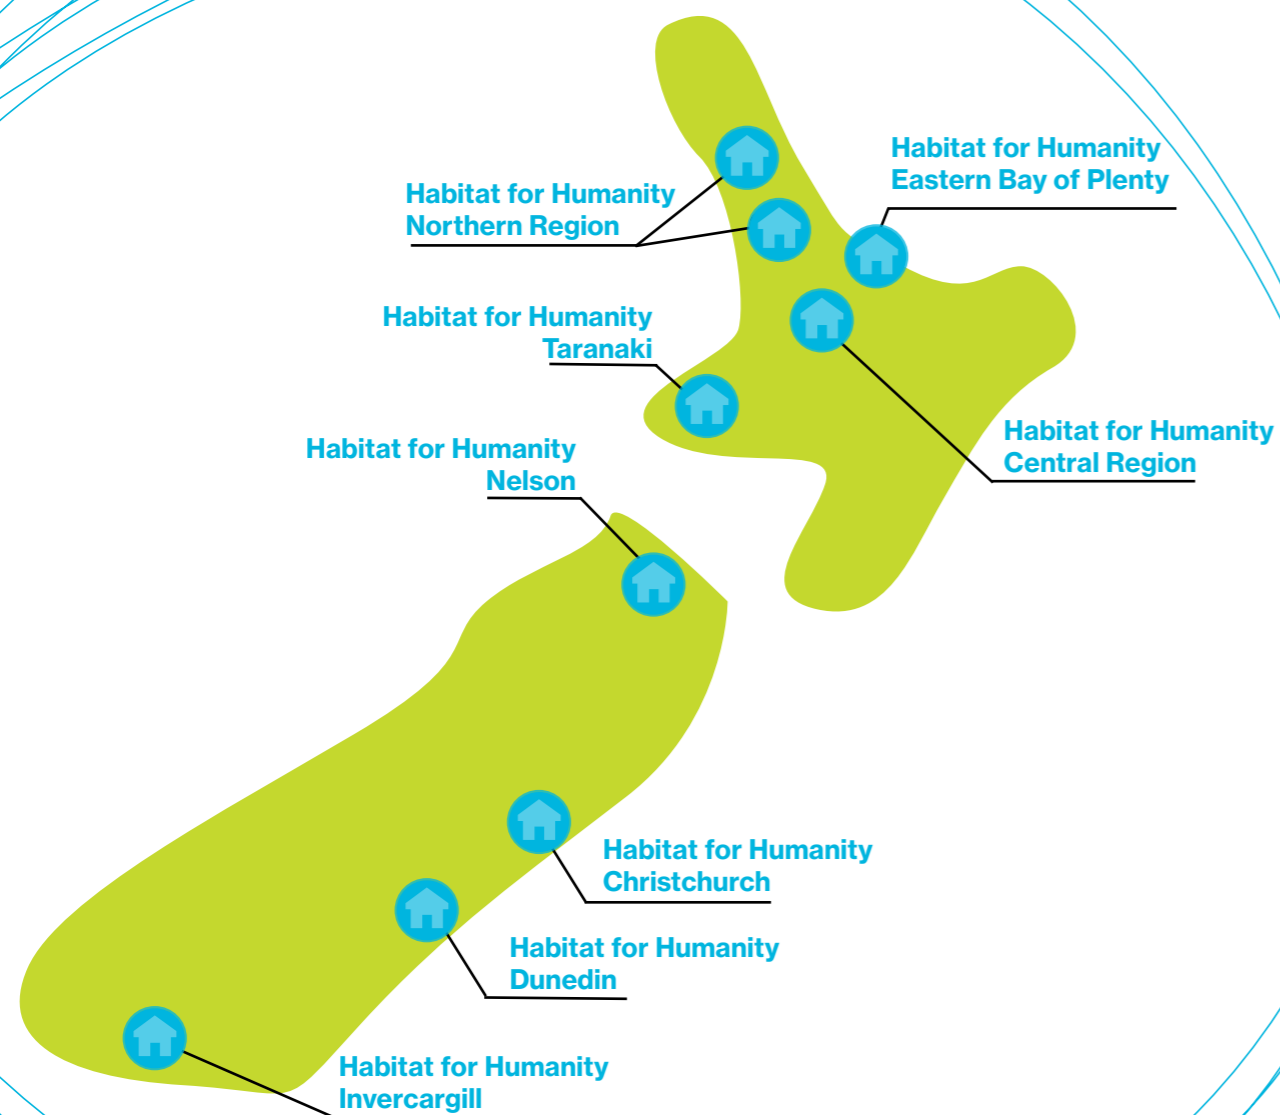 Habitat for Humanity
Eastern Bay of Plenty
Habitat for Humanity
Northern Region
Habitat for Humanity
Taranaki
Habitat for Humanity
Central Region
Habitat for Humanity
Nelson
Habitat for Humanity
Christchurch
Habitat for Humanity
Dunedin
Habitat for Humanity
Invercargill